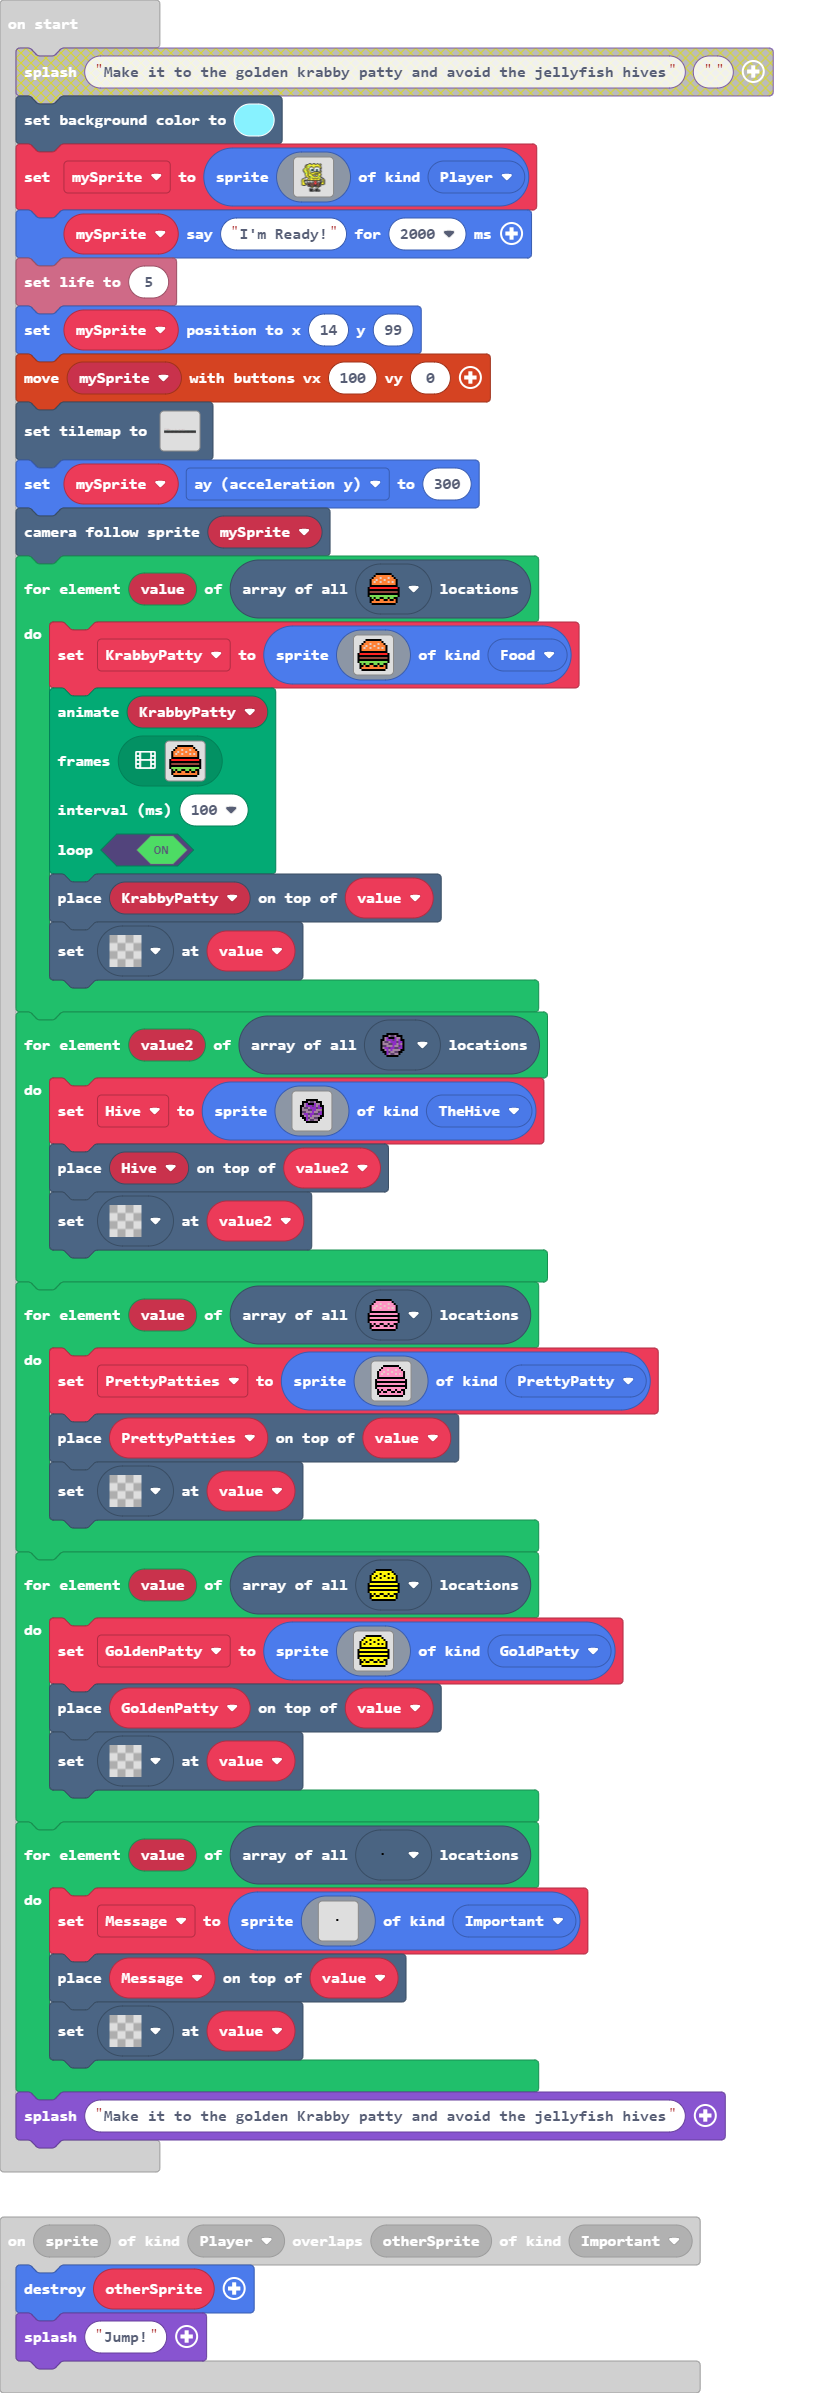 on start
splash "Make it to the golden krabby patty and avoid the jellyfish hives" " "
set background color to
set mySprite to sprite of kind Player
mySprite say "I'm Ready!" for 2000 ms
set life to 5
set mySprite position to x 14 y 99
move mySprite with buttons vx 100 vy 0
set tilemap to
set mySprite ay (acceleration y) to 300
camera follow sprite mySprite
for element value of array of all locations
do
set KrabbyPatty to sprite of kind Food
animate KrabbyPatty
frames
interval (ms) 100
loop ON
place KrabbyPatty on top of value
set at value
for element value2 of array of all locations
do
set Hive to sprite of kind TheHive
place Hive on top of value2
set at value2
for element value of array of all locations
do
set PrettyPatties to sprite of kind PrettyPatty
place PrettyPatties on top of value
set at value
for element value of array of all locations
do
set GoldenPatty to sprite of kind GoldPatty
place GoldenPatty on top of value
set at value
for element value of array of all locations
do
set Message to sprite of kind Important
place Message on top of value
set at value
splash "Make it to the golden Krabby patty and avoid the jellyfish hives"
on sprite of kind Player overlaps otherSprite of kind Important
destroy otherSprite
splash "Jump!"